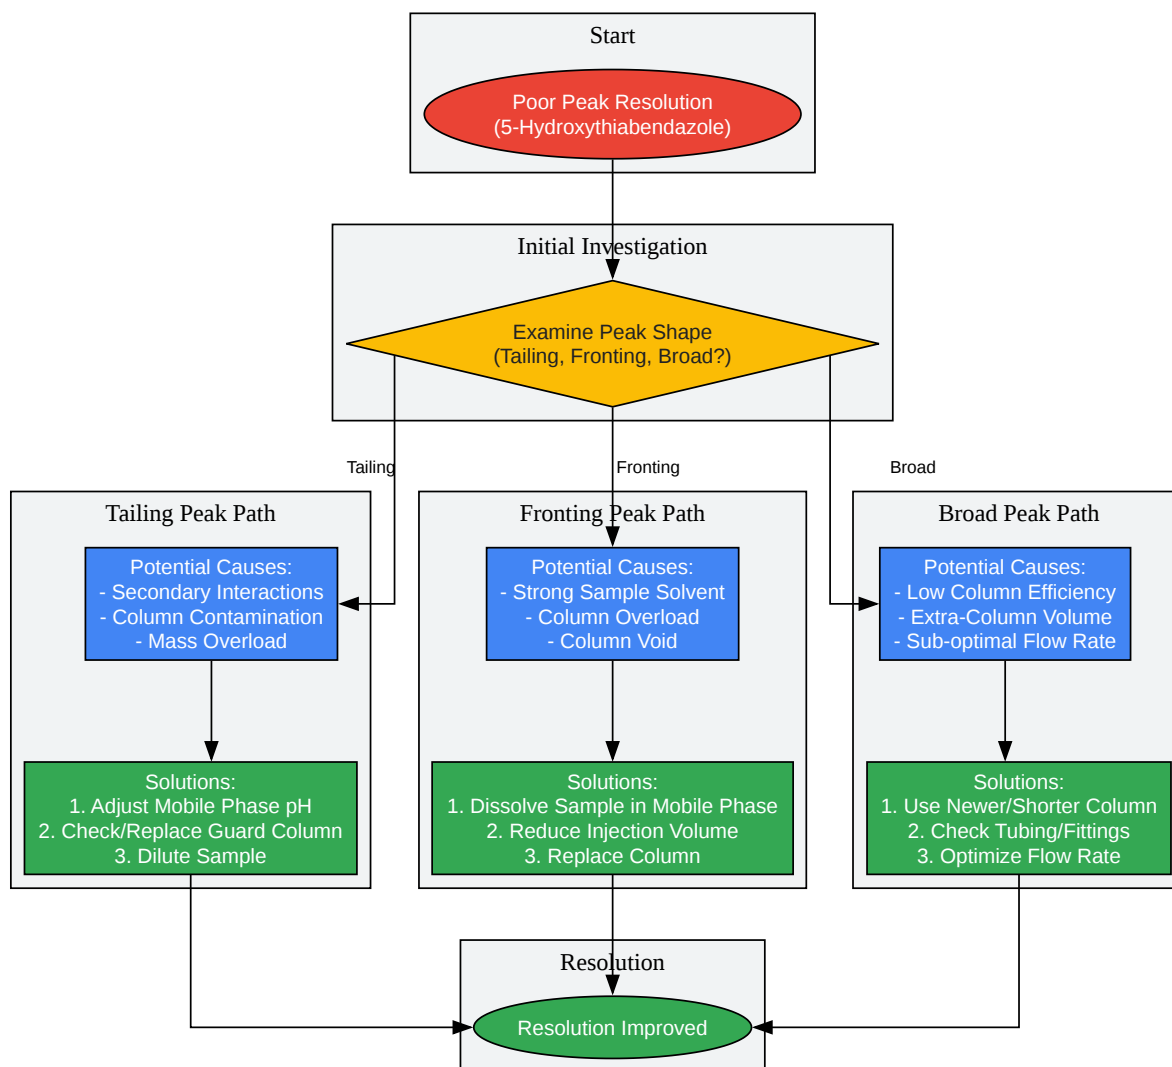 Start
Poor Peak Resolution
(5-Hydroxythiabendazole)
Initial Investigation
Examine Peak Shape
(Tailing, Fronting, Broad?)
Tailing
Fronting
Broad
Tailing Peak Path
Potential Causes:
- Secondary Interactions
- Column Contamination
- Mass Overload
Solutions:
1. Adjust Mobile Phase pH
2. Check/Replace Guard Column
3. Dilute Sample
Fronting Peak Path
Potential Causes:
- Strong Sample Solvent
- Column Overload
- Column Void
Solutions:
1. Dissolve Sample in Mobile Phase
2. Reduce Injection Volume
3. Replace Column
Broad Peak Path
Potential Causes:
- Low Column Efficiency
- Extra-Column Volume
- Sub-optimal Flow Rate
Solutions:
1. Use Newer/Shorter Column
2. Check Tubing/Fittings
3. Optimize Flow Rate
Resolution
Resolution Improved